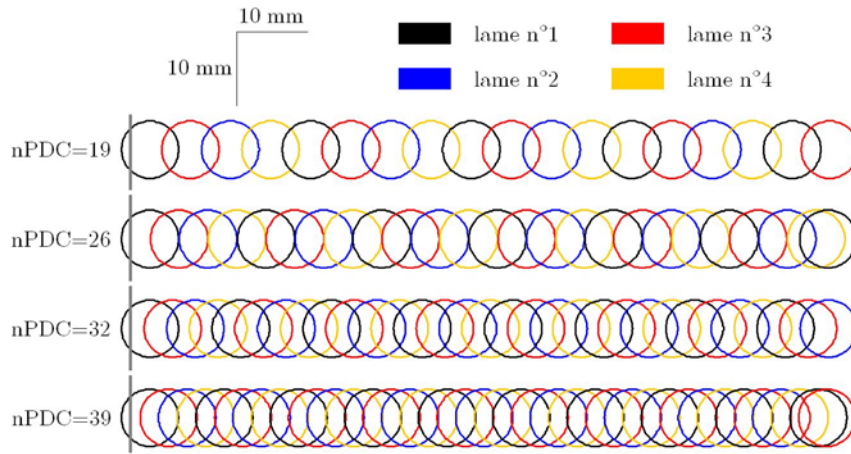 10 mm
10 mm
lame n°1
lame n°3
lame n°2
lame n°4
nPDC=19
nPDC=26
nPDC=32
nPDC=39